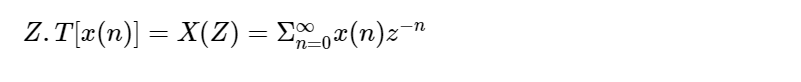 Z.T[x(n)] = X(Z) = Σ_{n=0}^{∞} x(n)z^{-n}